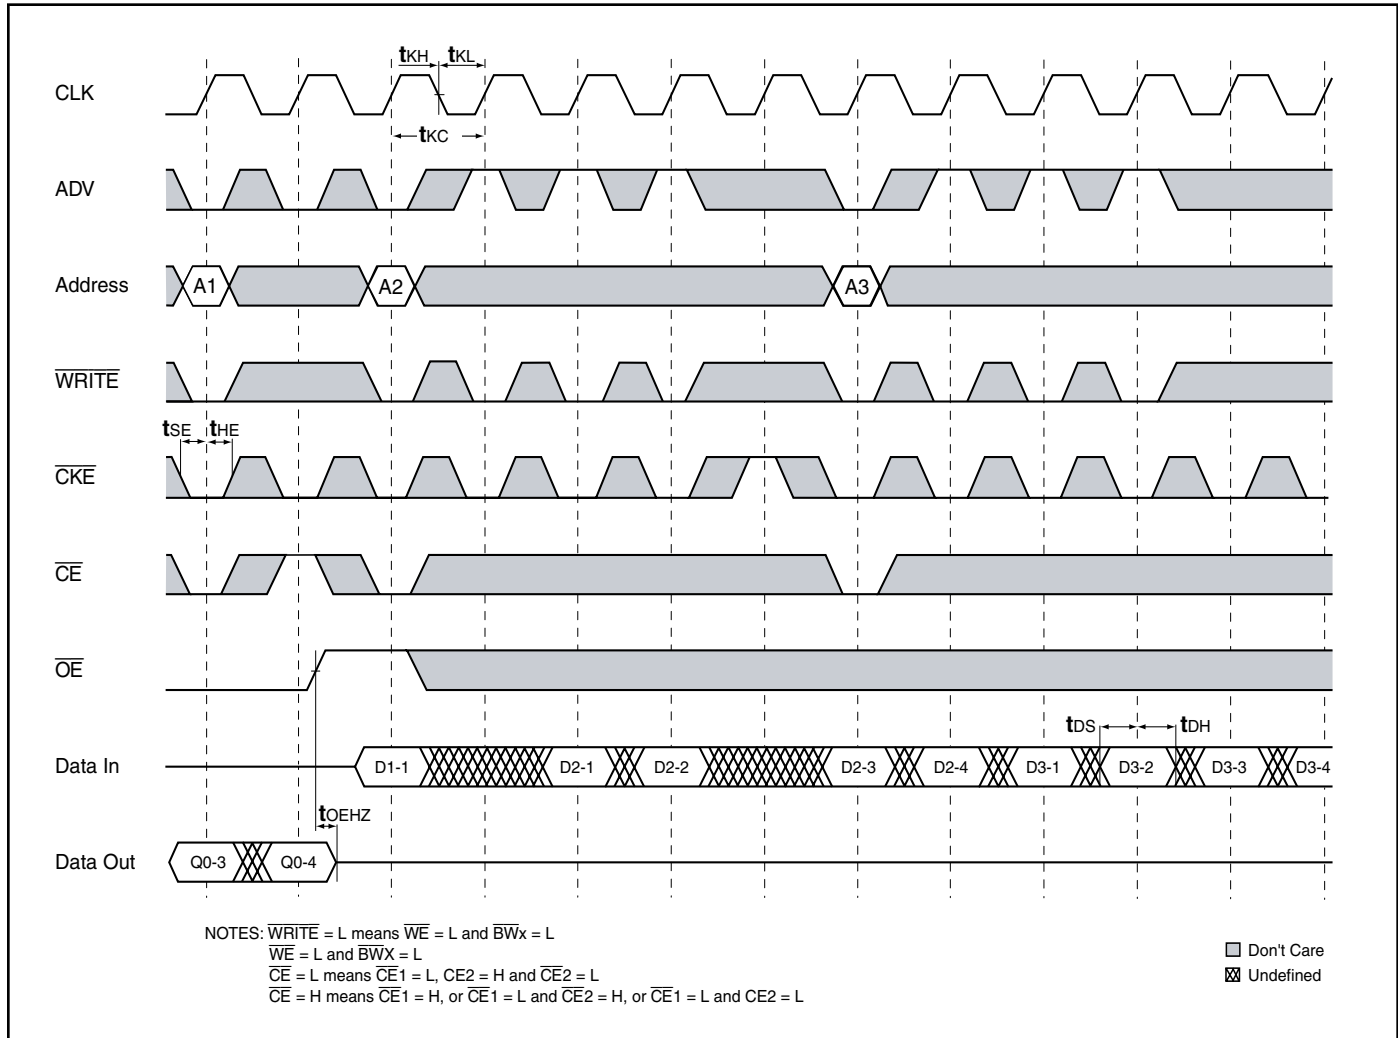 tKH tKL
CLK
tKC
ADV
Address A1 A2 A3
WRITE
tSE tHE
CKE
CE
OE
tDS tDH
Data In D1-1 D2-1 D2-2 D2-3 D2-4 D3-1 D3-2 D3-3 D3-4
tOEHZ
Data Out Q0-3 Q0-4
NOTES: WRITE = L means WE = L and BWx = L
WE = L and BWX = L
CE = L means CE1 = L, CE2 = H and CE2 = L
CE = H means CE1 = H, or CE1 = L and CE2 = H, or CE1 = L and CE2 = L
Don't Care
Undefined